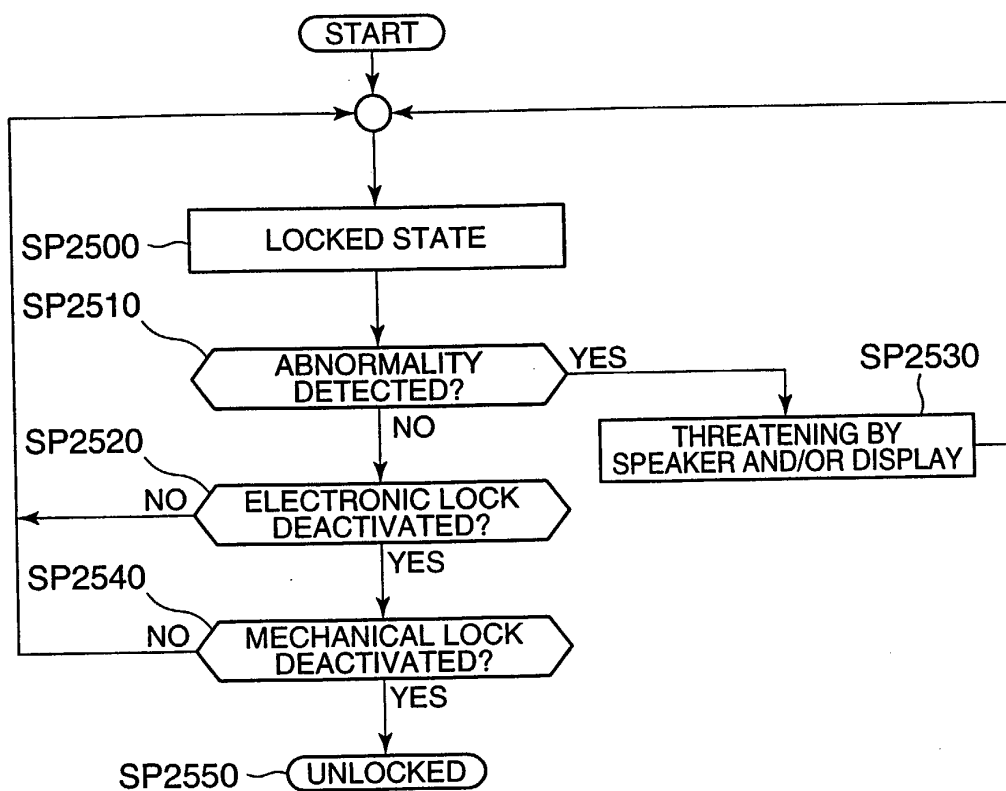 START
SP2500
LOCKED STATE
SP2510
ABNORMALITY
DETECTED?
YES
SP2530
THREATENING BY
SPEAKER AND/OR DISPLAY
NO
SP2520
NO
ELECTRONIC LOCK
DEACTIVATED?
YES
SP2540
NO
MECHANICAL LOCK
DEACTIVATED?
YES
SP2550
UNLOCKED